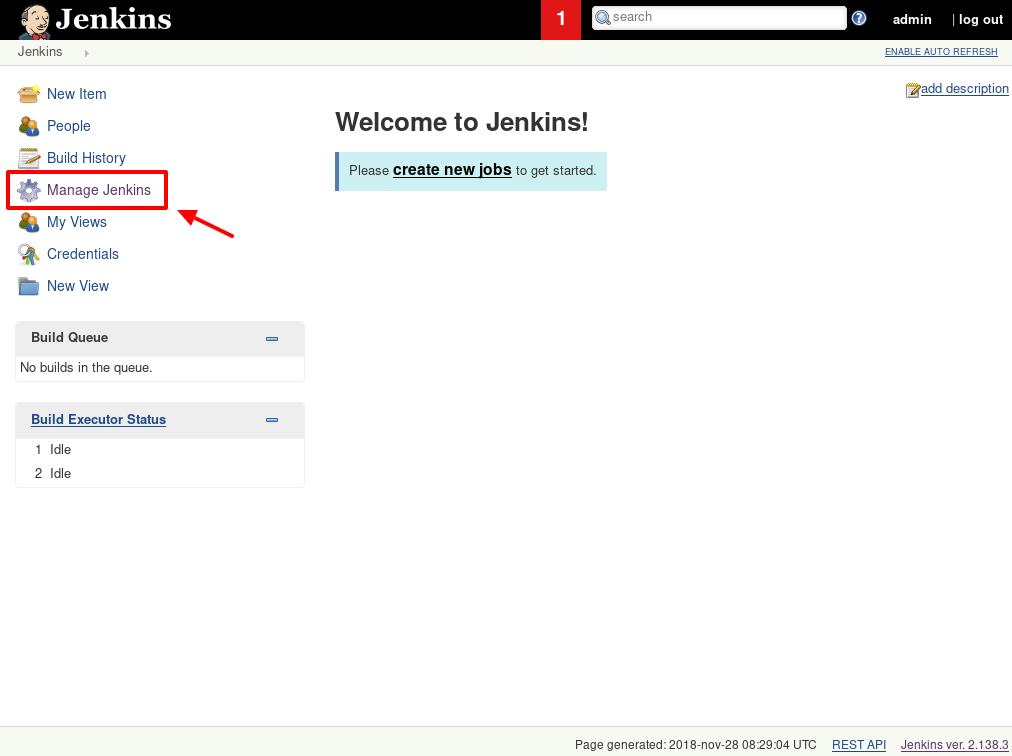 Jenkins
1
search
?
admin
| log out
Jenkins
ENABLE AUTO REFRESH
New Item
People
Build History
Manage Jenkins
My Views
Credentials
New View
add description
Welcome to Jenkins!
Please create new jobs to get started.
Build Queue
No builds in the queue.
Build Executor Status
1 Idle
2 Idle
Page generated: 2018-nov-28 08:29:04 UTC REST API Jenkins ver. 2.138.3